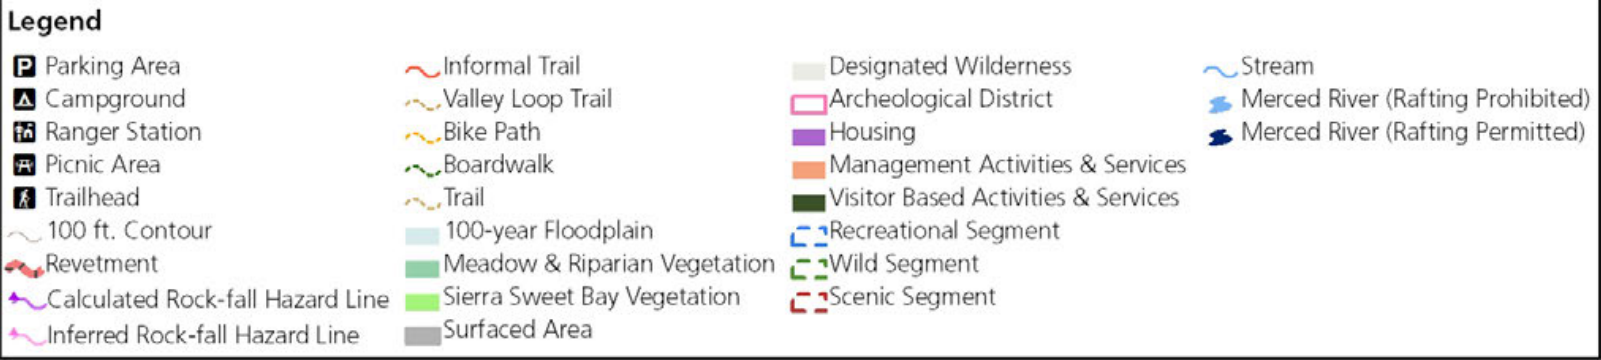 Legend
P Parking Area
Campground
Ranger Station
Picnic Area
Trailhead
100 ft. Contour
Revetment
Calculated Rock-fall Hazard Line
Inferred Rock-fall Hazard Line
Informal Trail
Valley Loop Trail
Bike Path
Boardwalk
Trail
100-year Floodplain
Meadow & Riparian Vegetation
Sierra Sweet Bay Vegetation
Surfaced Area
Designated Wilderness
Archeological District
Housing
Management Activities & Services
Visitor Based Activities & Services
Recreational Segment
Wild Segment
Scenic Segment
Stream
Merced River (Rafting Prohibited)
Merced River (Rafting Permitted)